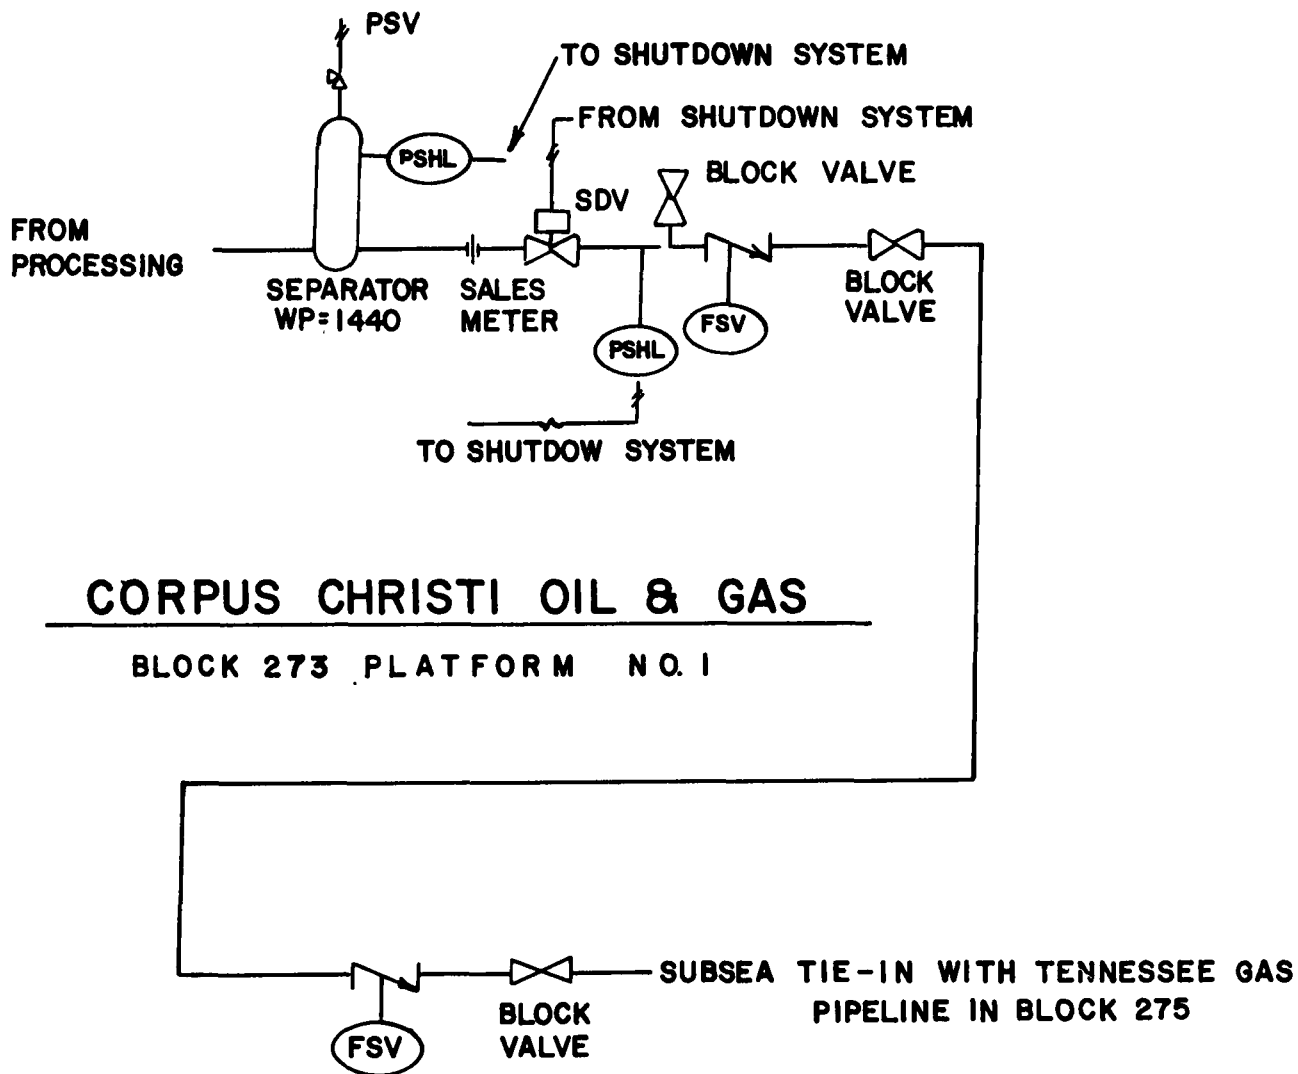 PSV
TO SHUTDOWN SYSTEM
FROM SHUTDOWN SYSTEM
PSHL
BLOCK VALVE
SDV
FROM
PROCESSING
SEPARATOR
WP=1440
SALES
METER
FSV
BLOCK
VALVE
PSHL
TO SHUTDOW SYSTEM
CORPUS CHRISTI OIL & GAS
BLOCK 273 PLATFORM NO. 1
SUBSEA TIE-IN WITH TENNESSEE GAS
PIPELINE IN BLOCK 275
BLOCK
VALVE
FSV